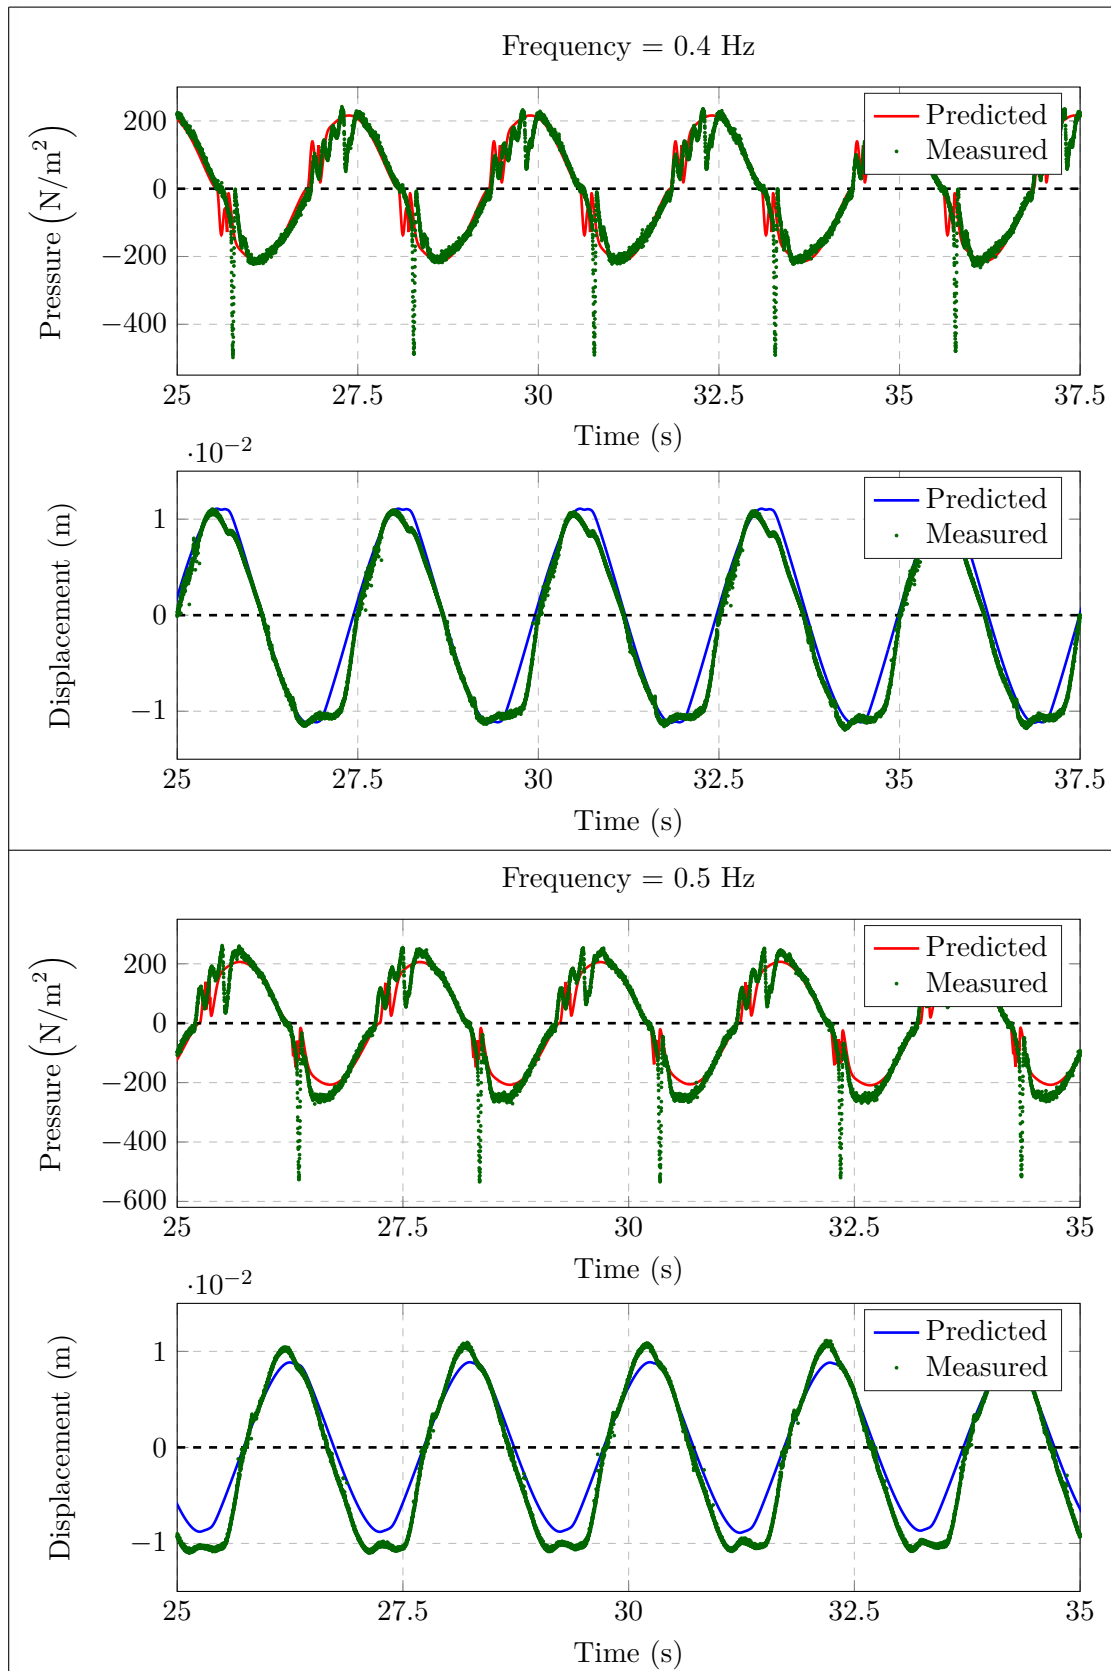 Frequency = 0.4 Hz
Pressure (N/m²)
200
0
−200
−400
Predicted
Measured
25 27.5 30 32.5 35 37.5
Time (s)
·10⁻²
Displacement (m)
1
0
−1
Predicted
Measured
25 27.5 30 32.5 35 37.5
Time (s)
Frequency = 0.5 Hz
Pressure (N/m²)
200
0
−200
−400
−600
Predicted
Measured
25 27.5 30 32.5 35
Time (s)
·10⁻²
Displacement (m)
1
0
−1
Predicted
Measured
25 27.5 30 32.5 35
Time (s)